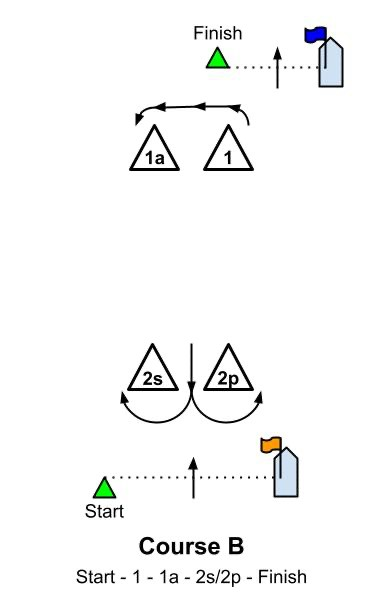 Finish
1a
1
2s
2p
Start
Course B
Start - 1 - 1a - 2s/2p - Finish